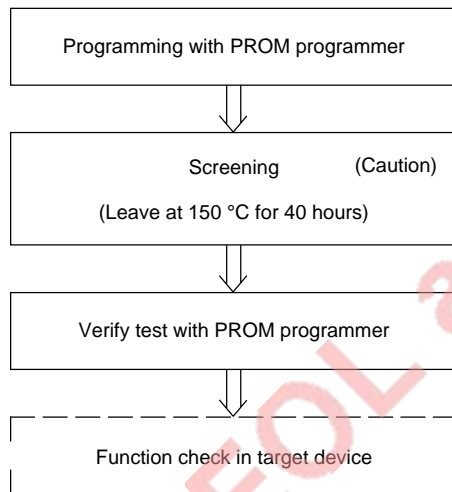 Programming with PROM programmer
Screening (Caution)
(Leave at 150 °C for 40 hours)
Verify test with PROM programmer
Function check in target device
EOL a